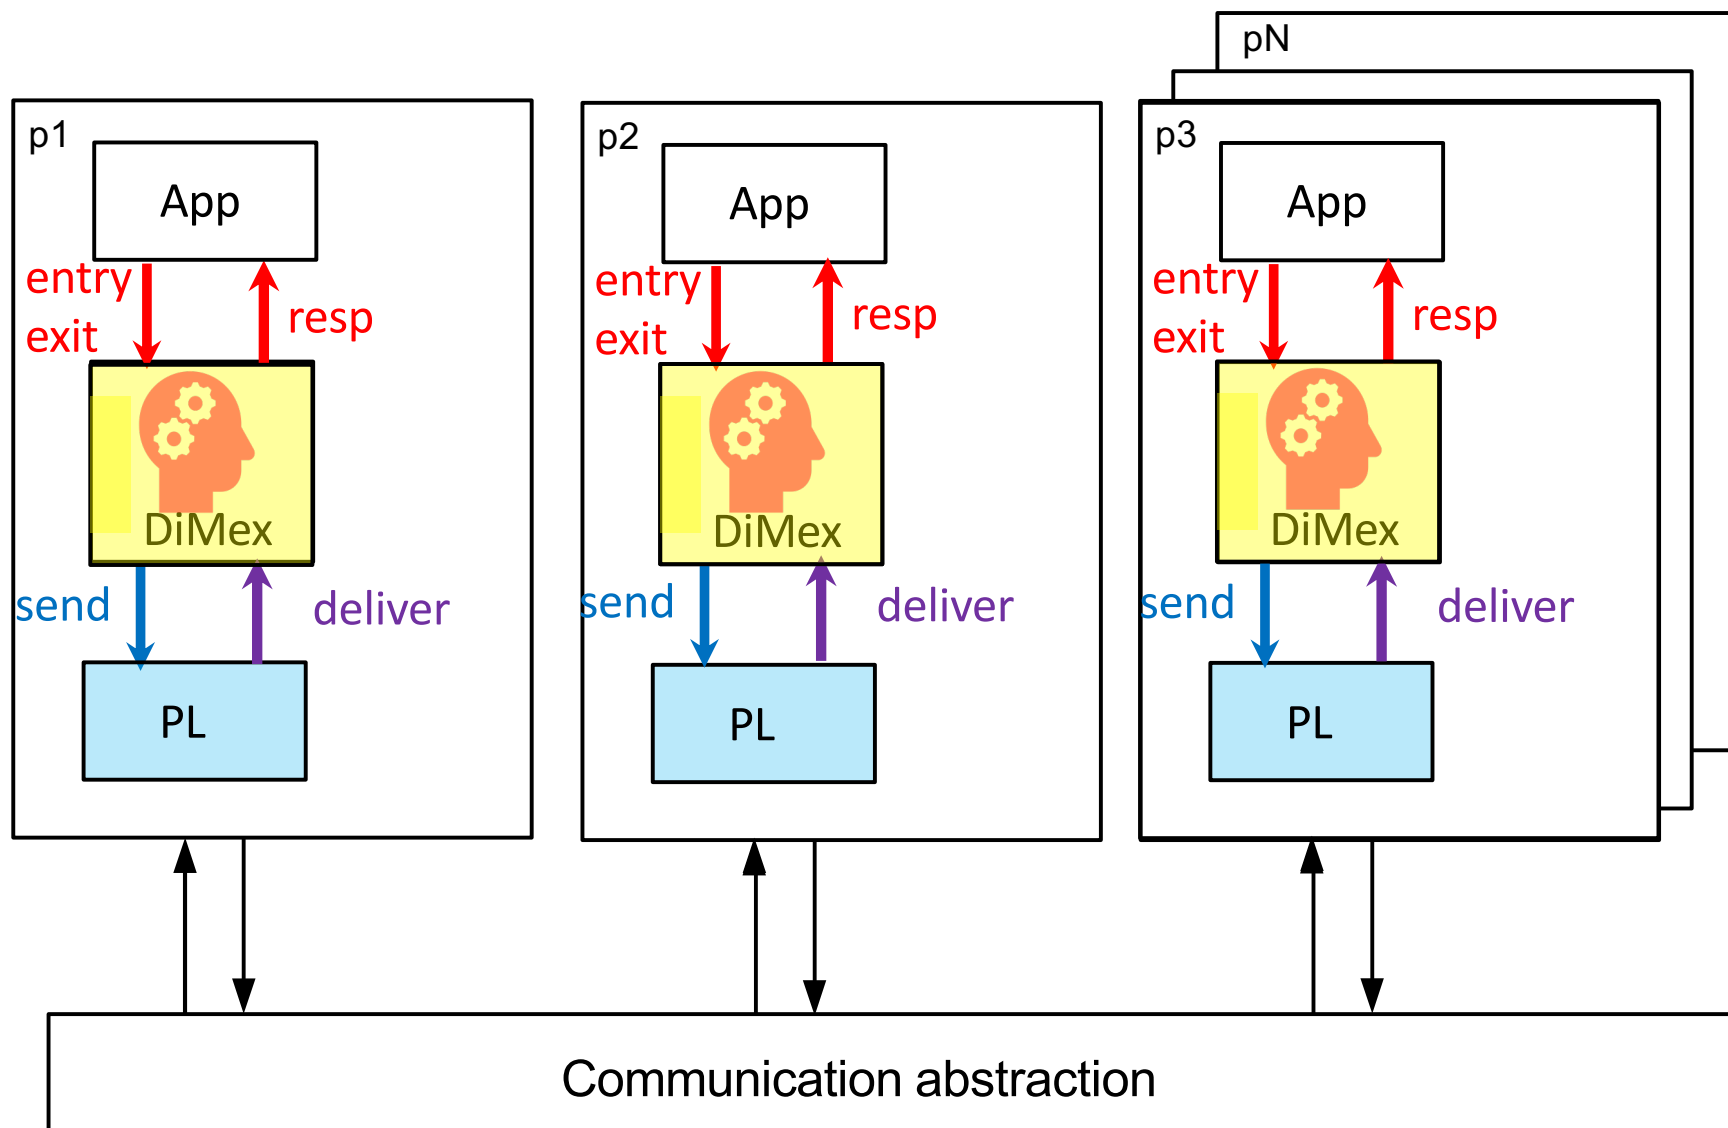 pN
p1
App
entry
exit
resp
DiMex
send
deliver
PL
p2
App
entry
exit
resp
DiMex
send
deliver
PL
p3
App
entry
exit
resp
DiMex
send
deliver
PL
Communication abstraction